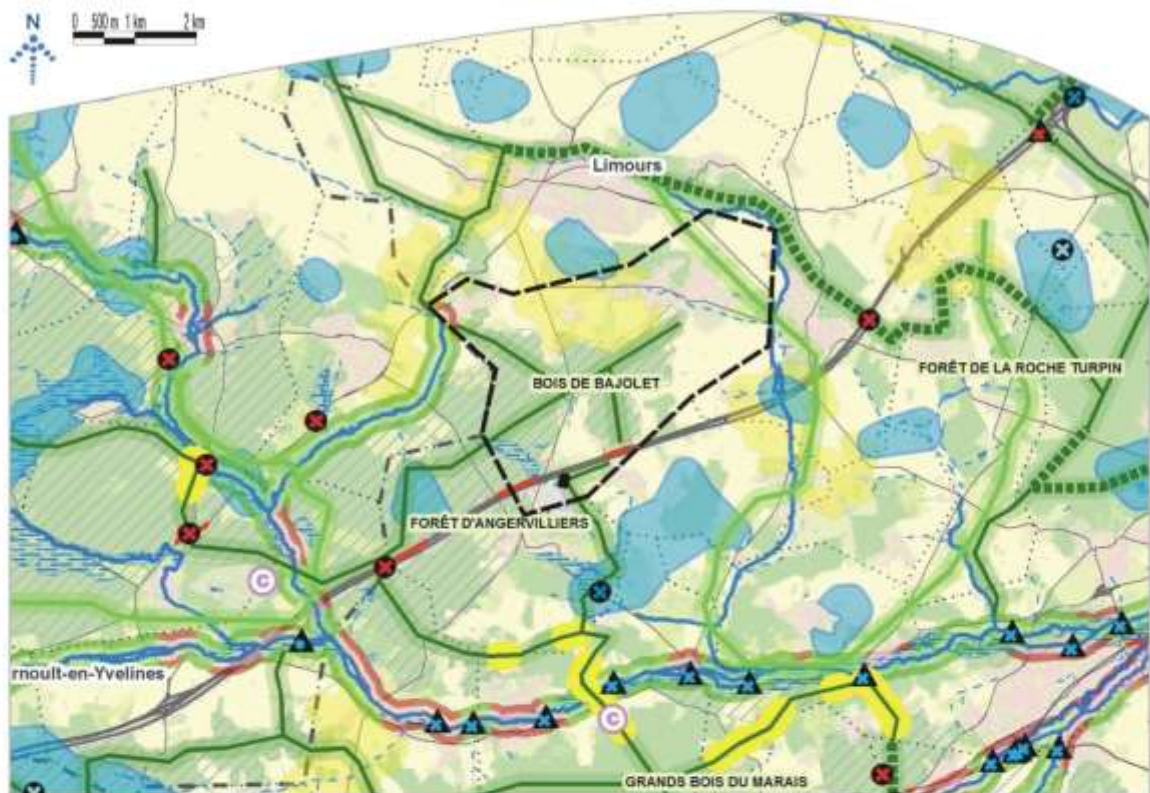 N
0 500 m 1 km 2 km
Limours
BOIS DE BAJOLET
FORÊT DE LA ROCHE TURPIN
FORÊT D'ANGERVILLIERS
C
rnoult-en-Yvelines
C
GRANDS BOIS DU MARAIS